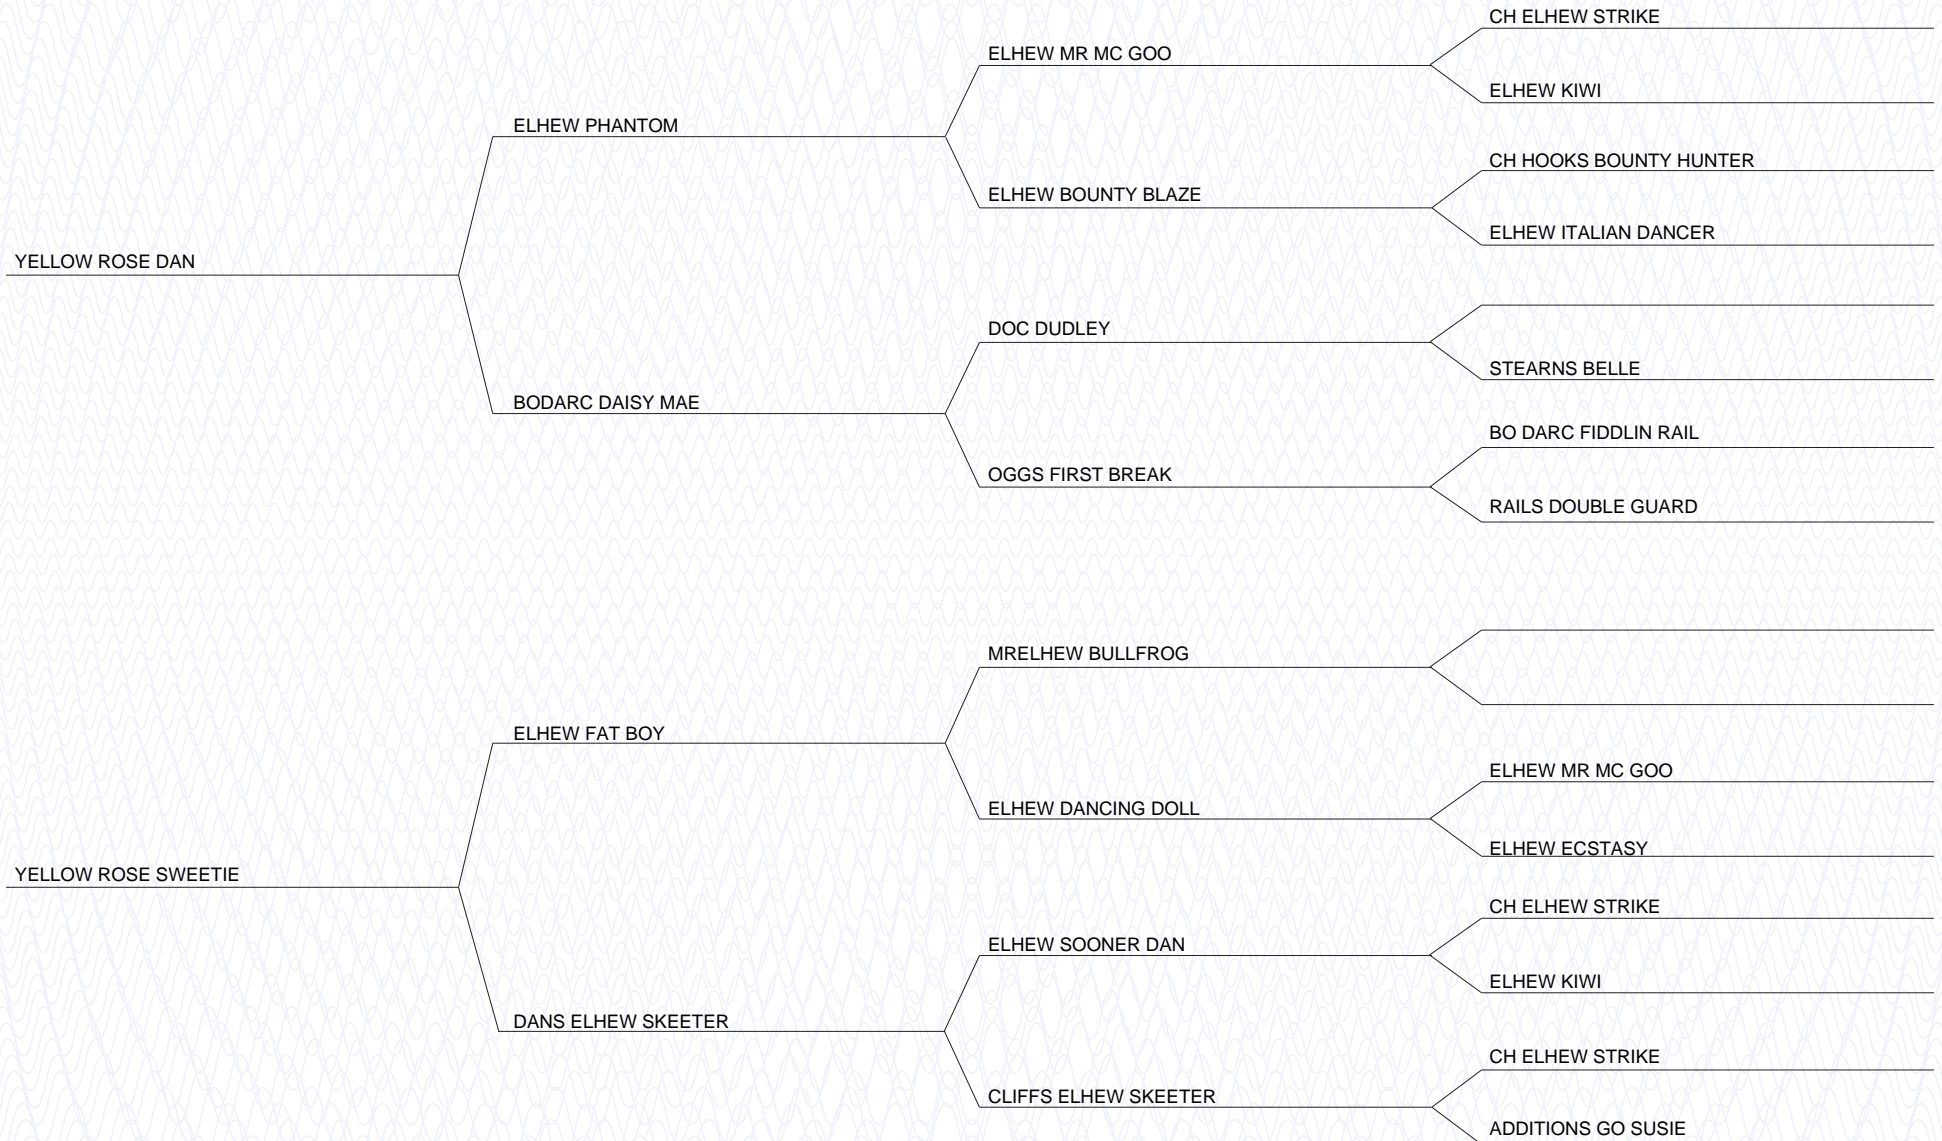 CH ELHEW STRIKE
ELHEW MR MC GOO
ELHEW KIWI
ELHEW PHANTOM
CH HOOKS BOUNTY HUNTER
ELHEW BOUNTY BLAZE
ELHEW ITALIAN DANCER
YELLOW ROSE DAN
DOC DUDLEY
STEARNS BELLE
BODARC DAISY MAE
BO DARC FIDDLIN RAIL
OGGS FIRST BREAK
RAILS DOUBLE GUARD
MRELHEW BULLFROG
ELHEW FAT BOY
ELHEW MR MC GOO
ELHEW DANCING DOLL
ELHEW ECSTASY
YELLOW ROSE SWEETIE
CH ELHEW STRIKE
ELHEW SOONER DAN
ELHEW KIWI
DANS ELHEW SKEETER
CH ELHEW STRIKE
CLIFFS ELHEW SKEETER
ADDITIONS GO SUSIE